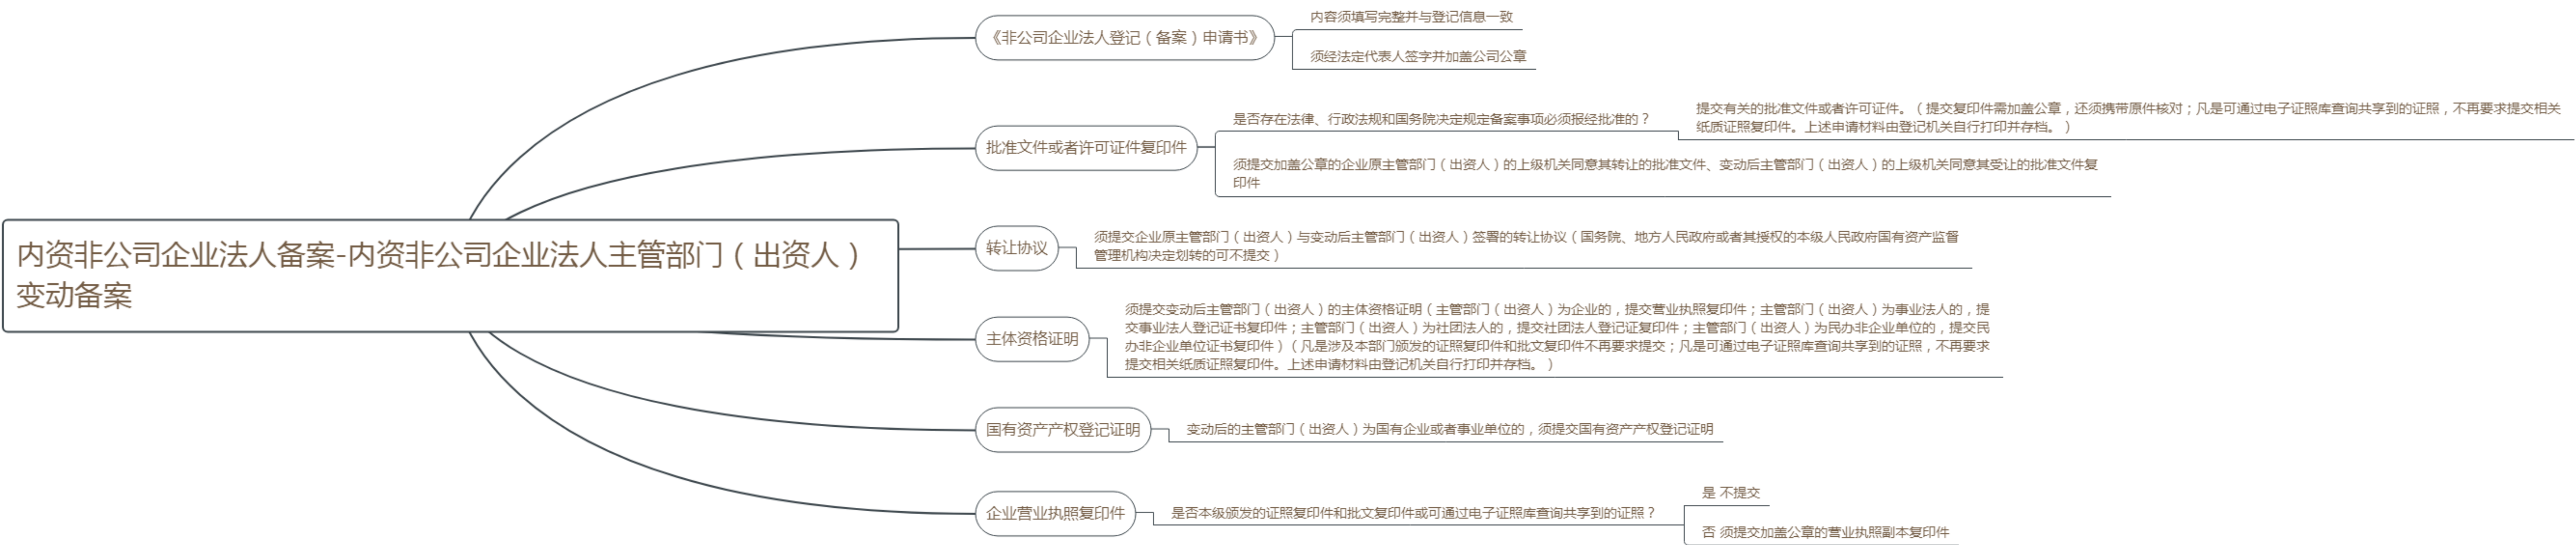 内资非公司企业法人备案-内资非公司企业法人主管部门（出资人）
变动备案
《非公司企业法人登记（备案）申请书》
内容须填写完整并与登记信息一致
须经法定代表人签字并加盖公司公章
批准文件或者许可证件复印件
是否存在法律、行政法规和国务院决定规定备案事项必须报经批准的？
提交有关的批准文件或者许可证件。（提交复印件需加盖公章，还须携带原件核对；凡是可通过电子证照库查询共享到的证照，不再要求提交相关
纸质证照复印件。上述申请材料由登记机关自行打印并存档。）
须提交加盖公章的企业原主管部门（出资人）的上级机关同意其转让的批准文件、变动后主管部门（出资人）的上级机关同意其受让的批准文件复
印件
转让协议
须提交企业原主管部门（出资人）与变动后主管部门（出资人）签署的转让协议（国务院、地方人民政府或者其授权的本级人民政府国有资产监督
管理机构决定划转的可不提交）
主体资格证明
须提交变动后主管部门（出资人）的主体资格证明（主管部门（出资人）为企业的，提交营业执照复印件；主管部门（出资人）为事业法人的，提
交事业法人登记证书复印件；主管部门（出资人）为社团法人的，提交社团法人登记证复印件；主管部门（出资人）为民办非企业单位的，提交民
办非企业单位证书复印件）（凡是涉及本部门颁发的证照复印件和批文复印件不再要求提交；凡是可通过电子证照库查询共享到的证照，不再要求
提交相关纸质证照复印件。上述申请材料由登记机关自行打印并存档。）
国有资产产权登记证明
变动后的主管部门（出资人）为国有企业或者事业单位的，须提交国有资产产权登记证明
企业营业执照复印件
是否本级颁发的证照复印件和批文复印件或可通过电子证照库查询共享到的证照？
是 不提交
否 须提交加盖公章的营业执照副本复印件